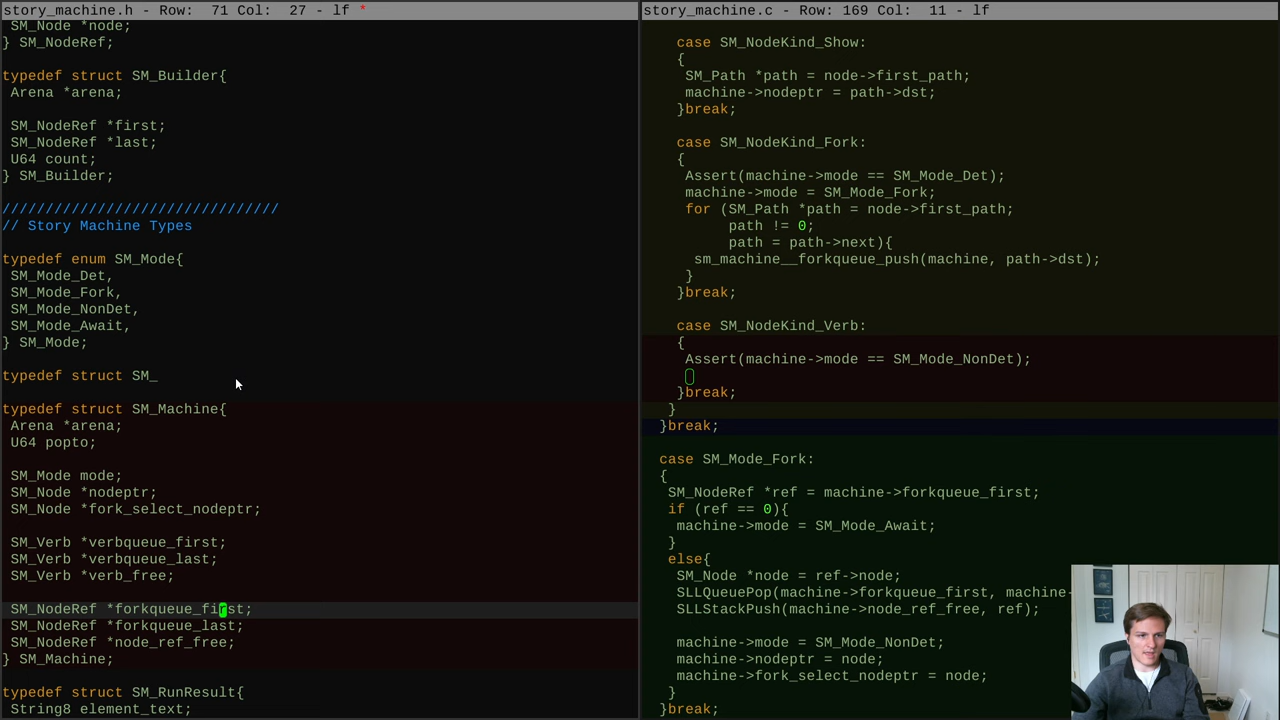 story_machine.h - Row:  71 Col:  27 - lf *
 SM_Node *node;
} SM_NodeRef;
typedef struct SM_Builder{
 Arena *arena;
 SM_NodeRef *first;
 SM_NodeRef *last;
 U64 count;
} SM_Builder;
////////////////////////////////
// Story Machine Types
typedef enum SM_Mode{
 SM_Mode_Det,
 SM_Mode_Fork,
 SM_Mode_NonDet,
 SM_Mode_Await,
} SM_Mode;
typedef struct SM_
typedef struct SM_Machine{
 Arena *arena;
 U64 popto;
 SM_Mode mode;
 SM_Node *nodeptr;
 SM_Node *fork_select_nodeptr;
 SM_Verb *verbqueue_first;
 SM_Verb *verbqueue_last;
 SM_Verb *verb_free;
 SM_NodeRef *forkqueue_first;
 SM_NodeRef *forkqueue_last;
 SM_NodeRef *node_ref_free;
} SM_Machine;
typedef struct SM_RunResult{
 String8 element_text;
story_machine.c - Row: 169 Col:  11 - lf
case SM_NodeKind_Show:
{
 SM_Path *path = node->first_path;
 machine->nodeptr = path->dst;
}break;
case SM_NodeKind_Fork:
{
 Assert(machine->mode == SM_Mode_Det);
 machine->mode = SM_Mode_Fork;
 for (SM_Path *path = node->first_path;
      path != 0;
      path = path->next){
  sm_machine__forkqueue_push(machine, path->dst);
 }
}break;
case SM_NodeKind_Verb:
{
 Assert(machine->mode == SM_Mode_NonDet);
}break;
}
}break;
case SM_Mode_Fork:
{
 SM_NodeRef *ref = machine->forkqueue_first;
 if (ref == 0){
  machine->mode = SM_Mode_Await;
 }
 else{
  SM_Node *node = ref->node;
  SLLQueuePop(machine->forkqueue_first, machine-
  SLLStackPush(machine->node_ref_free, ref);
  machine->mode = SM_Mode_NonDet;
  machine->nodeptr = node;
  machine->fork_select_nodeptr = node;
 }
}break;